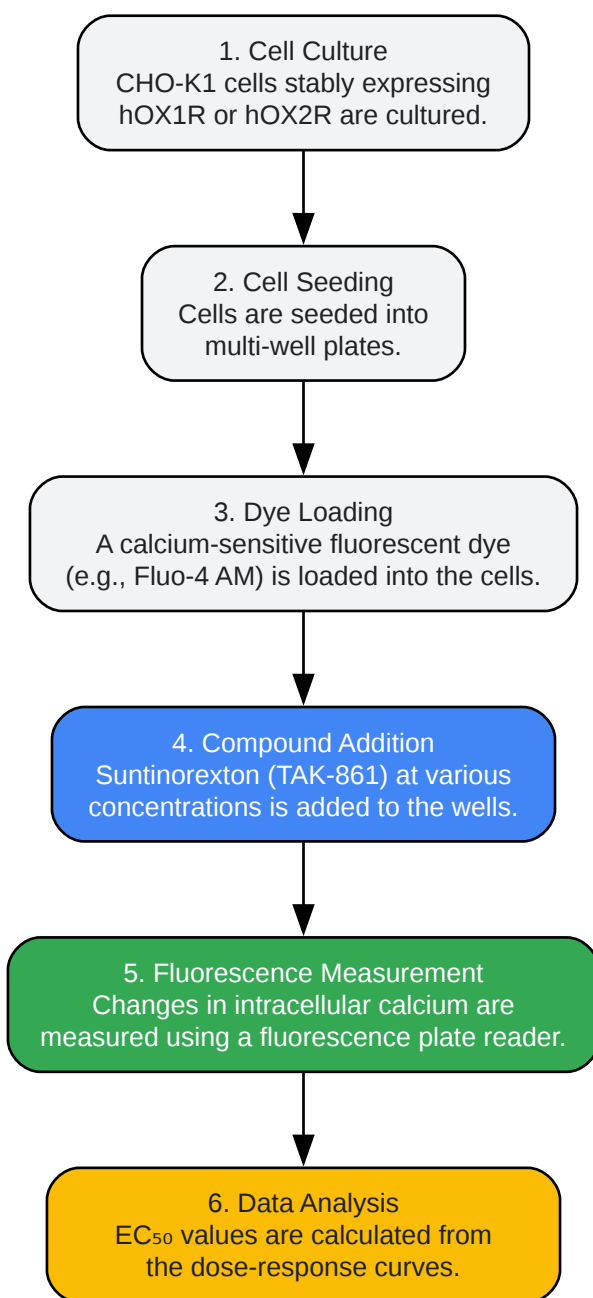 1. Cell Culture
CHO-K1 cells stably expressing
hOX1R or hOX2R are cultured.
2. Cell Seeding
Cells are seeded into
multi-well plates.
3. Dye Loading
A calcium-sensitive fluorescent dye
(e.g., Fluo-4 AM) is loaded into the cells.
4. Compound Addition
Suntinorexton (TAK-861) at various
concentrations is added to the wells.
5. Fluorescence Measurement
Changes in intracellular calcium are
measured using a fluorescence plate reader.
6. Data Analysis
EC₅₀ values are calculated from
the dose-response curves.